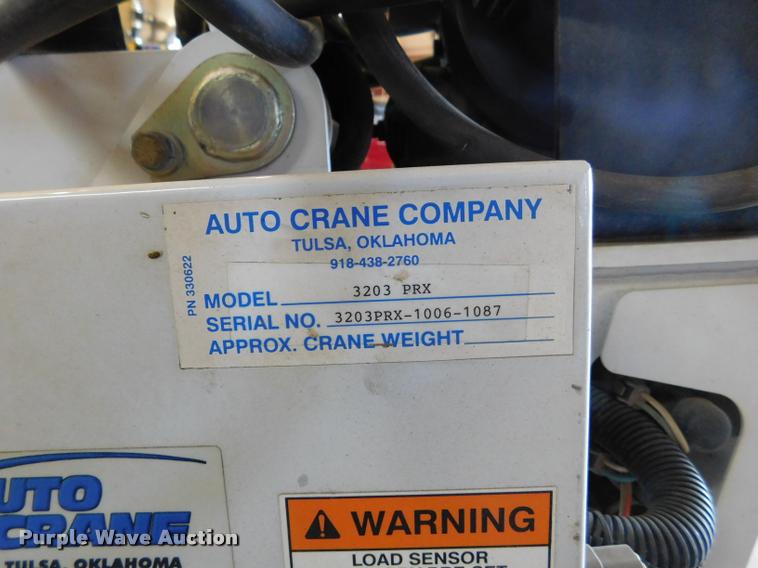 AUTO CRANE COMPANY
TULSA, OKLAHOMA
918-438-2760
PN 330622
MODEL 3203 PRX
SERIAL NO. 3203PRX-1006-1087
APPROX. CRANE WEIGHT
AUTO
CRANE
TULSA, OKLAHOMA
WARNING
LOAD SENSOR
Purple Wave Auction